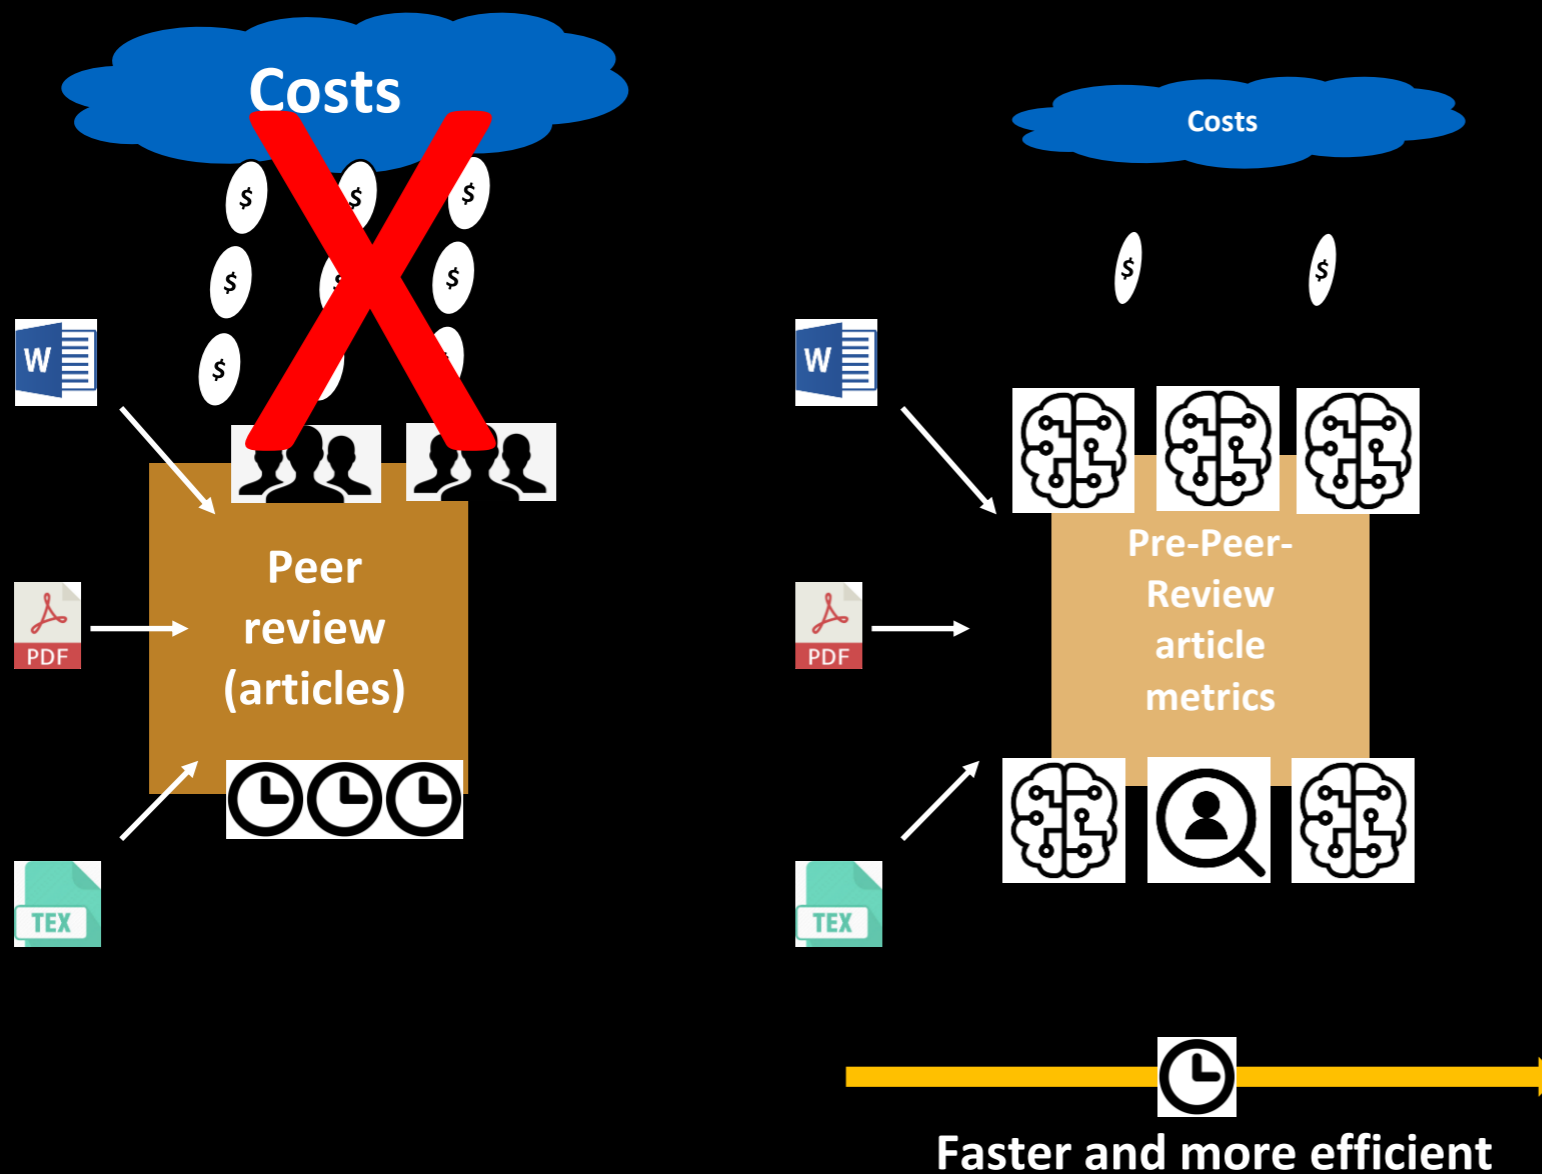 Costs
$ $ $
$ $ $
$ $
W
Peer
review
(articles)
PDF
TEX
Costs
$ $
W
Pre-Peer-
Review
article
metrics
PDF
TEX
Faster and more efficient